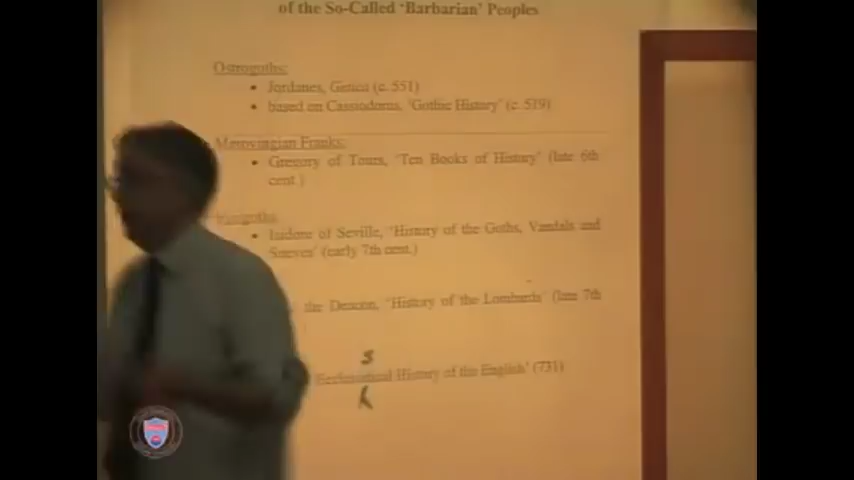 of the So-Called 'Barbarian' Peoples
Ostrogoths:
• Jordanes, Getica (c. 551)
• based on Cassiodorus, 'Gothic History' (c. 519)
Merovingian Franks:
• Gregory of Tours, 'Ten Books of History' (late 6th
cent.)
Visigoths
• Isidore of Seville, 'History of the Goths, Vandals and
Sueves' (early 7th cent.)
the Deacon, 'History of the Lombards' (late 7th
s
Ecclesiastical History of the English' (731)
h